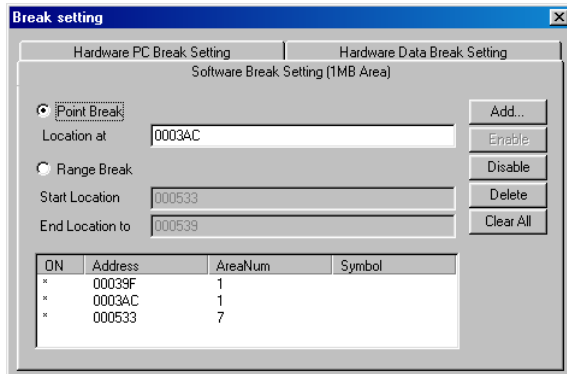 Break setting
Hardware PC Break Setting
Hardware Data Break Setting
Software Break Setting (1MB Area)
Point Break
Add...
Location at
0003AC
Enable
Range Break
Disable
Start Location
000533
Delete
End Location to
000539
Clear All
ON Address AreaNum Symbol
* 00039F 1
* 0003AC 1
* 000533 7